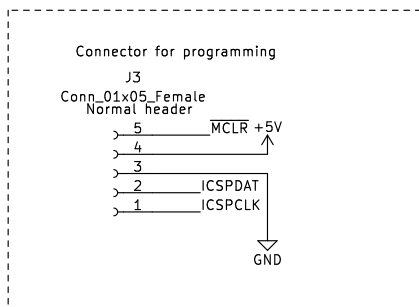 Connector for programming
J3
Conn_01x05_Female
Normal header
5 MCLR +5V
4
3
2 ICSPDAT
1 ICSPCLK
GND